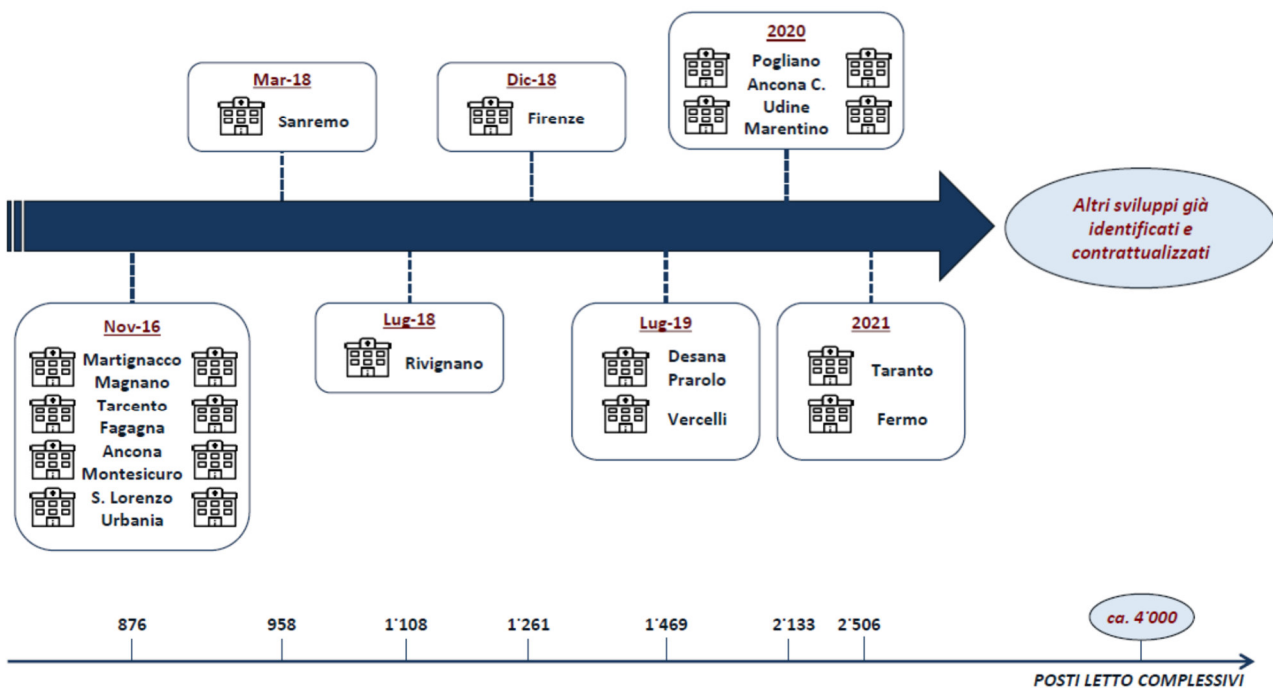 Mar-18
Sanremo
Dic-18
Firenze
2020
Pogliano
Ancona C.
Udine
Marentino
Altri sviluppi già
identificati e
contrattualizzati
Nov-16
Martignacco
Magnano
Tarcento
Fagagna
Ancona
Montesicuro
S. Lorenzo
Urbania
Lug-18
Rivignano
Lug-19
Desana
Prarolo
Vercelli
2021
Taranto
Fermo
876
958
1'108
1'261
1'469
2'133
2'506
ca. 4'000
POSTI LETTO COMPLESSIVI